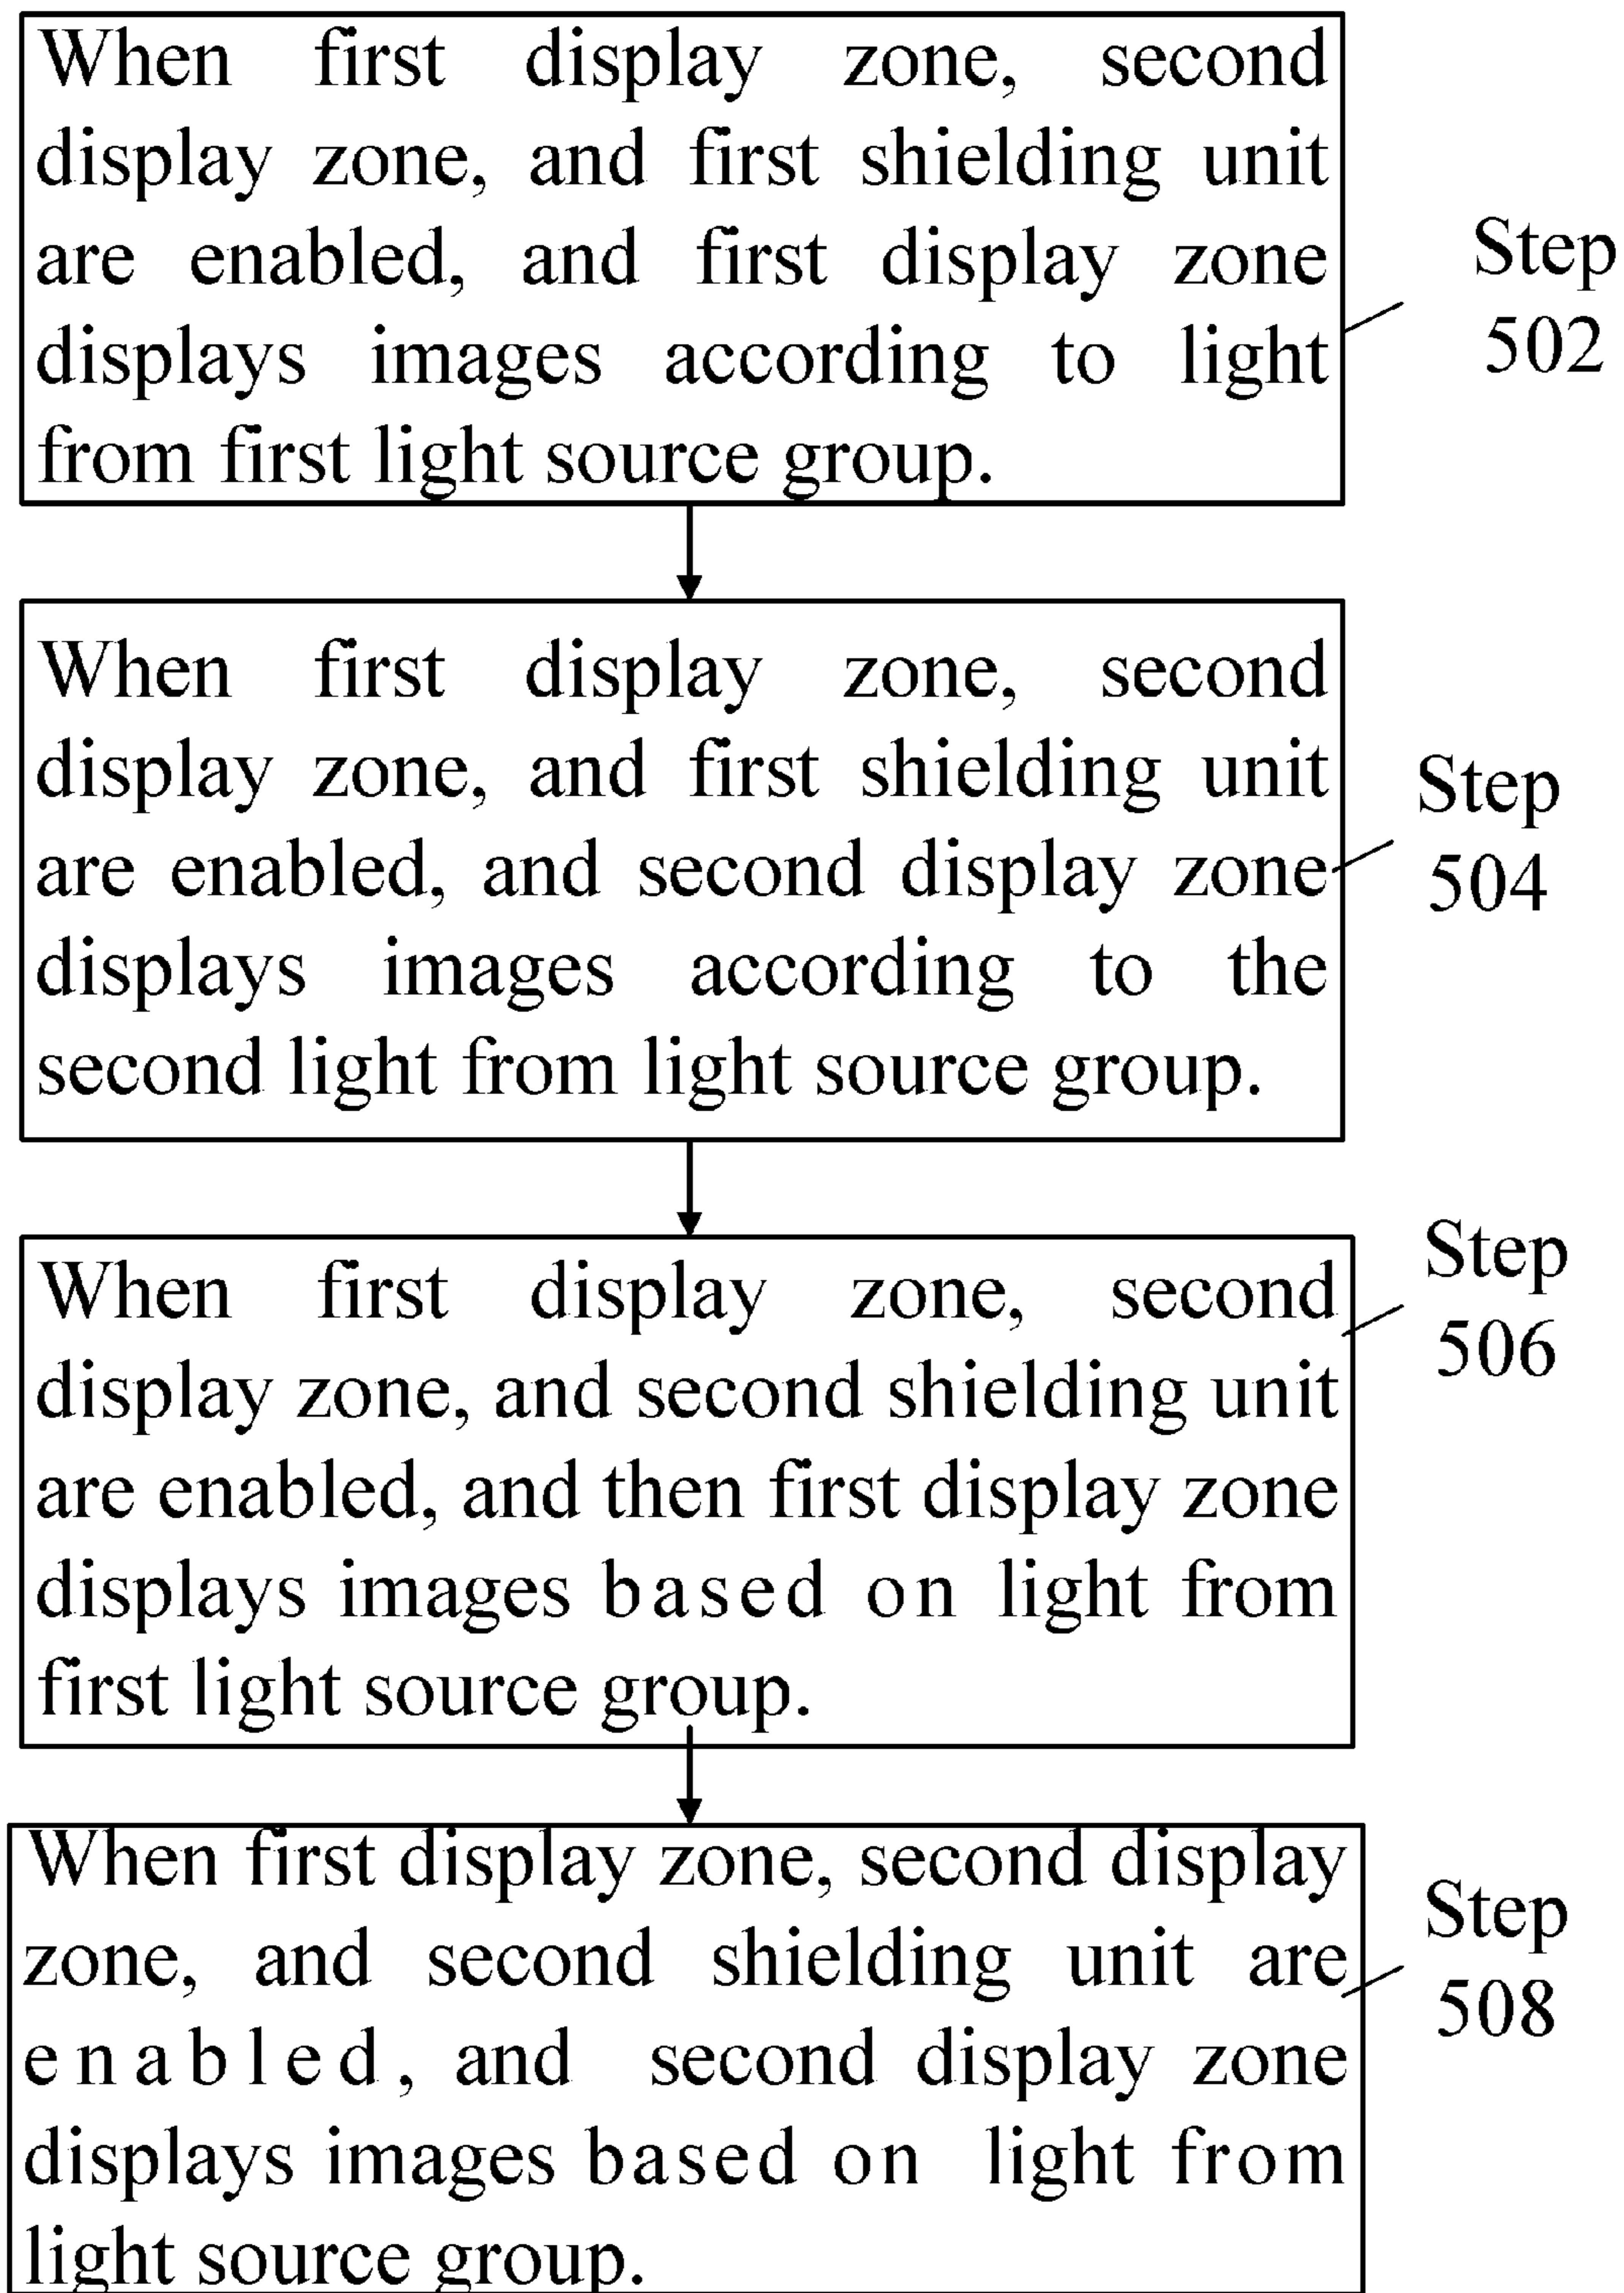 When first display zone, second
display zone, and first shielding unit
are enabled, and first display zone
displays images according to light
from first light source group.
Step
502
When first display zone, second
display zone, and first shielding unit
are enabled, and second display zone
displays images according to the
second light from light source group.
Step
504
When first display zone, second
display zone, and second shielding unit
are enabled, and then first display zone
displays images based on light from
first light source group.
Step
506
When first display zone, second display
zone, and second shielding unit are
enabled, and second display zone
displays images based on light from
light source group.
Step
508